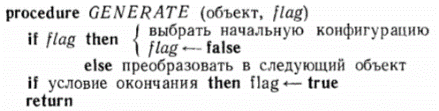 procedure GENERATE (объект, flag)
if flag then { выбрать начальную конфигурацию
flag ← false
else преобразовать в следующий объект
if условие окончания then flag ← true
return